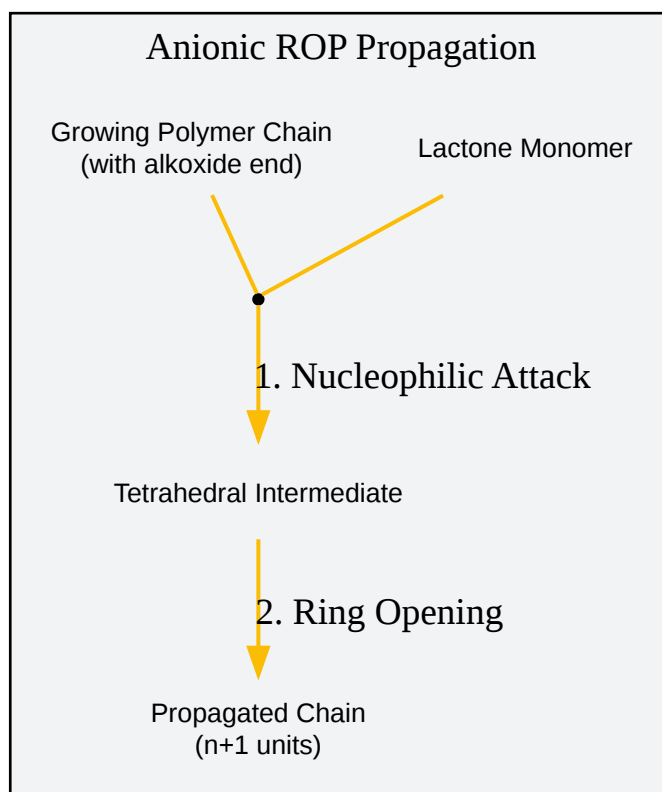 Anionic ROP Propagation
Growing Polymer Chain
(with alkoxide end)
Lactone Monomer
1. Nucleophilic Attack
Tetrahedral Intermediate
2. Ring Opening
Propagated Chain
(n+1 units)